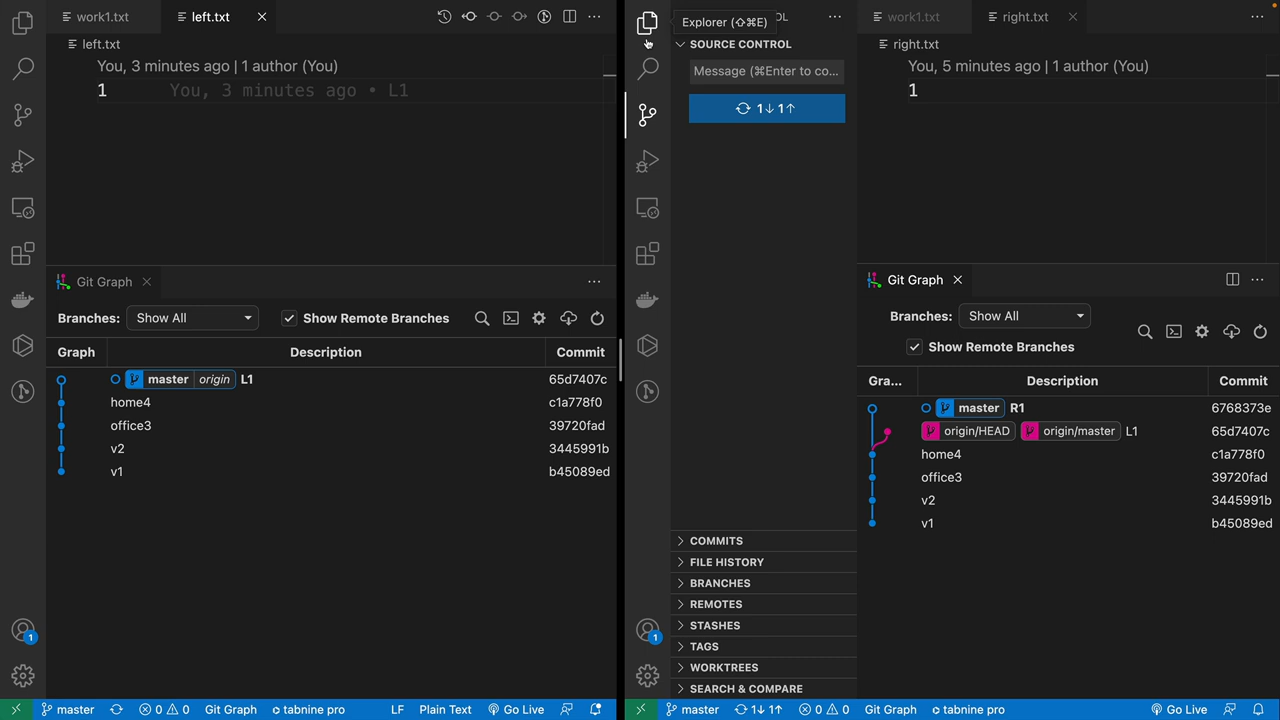 work1.txt
left.txt
left.txt
You, 3 minutes ago | 1 author (You)
1 You, 3 minutes ago • L1
Git Graph
Branches: Show All Show Remote Branches
Graph Description Commit
master origin L1 65d7407c
home4 c1a778f0
office3 39720fad
v2 3445991b
v1 b45089ed
1
master 0 0 Git Graph tabnine pro LF Plain Text Go Live
Explorer (⇧⌘E)
OL
SOURCE CONTROL
Message (⌘Enter to co...
1↓ 1↑
COMMITS
FILE HISTORY
BRANCHES
REMOTES
STASHES
TAGS
WORKTREES
SEARCH & COMPARE
work1.txt
right.txt
right.txt
You, 5 minutes ago | 1 author (You)
1
Git Graph
Branches: Show All
Show Remote Branches
Gra... Description Commit
master R1 6768373e
origin/HEAD origin/master L1 65d7407c
home4 c1a778f0
office3 39720fad
v2 3445991b
v1 b45089ed
1
master 1↓ 1↑ 0 0 Git Graph tabnine pro Go Live